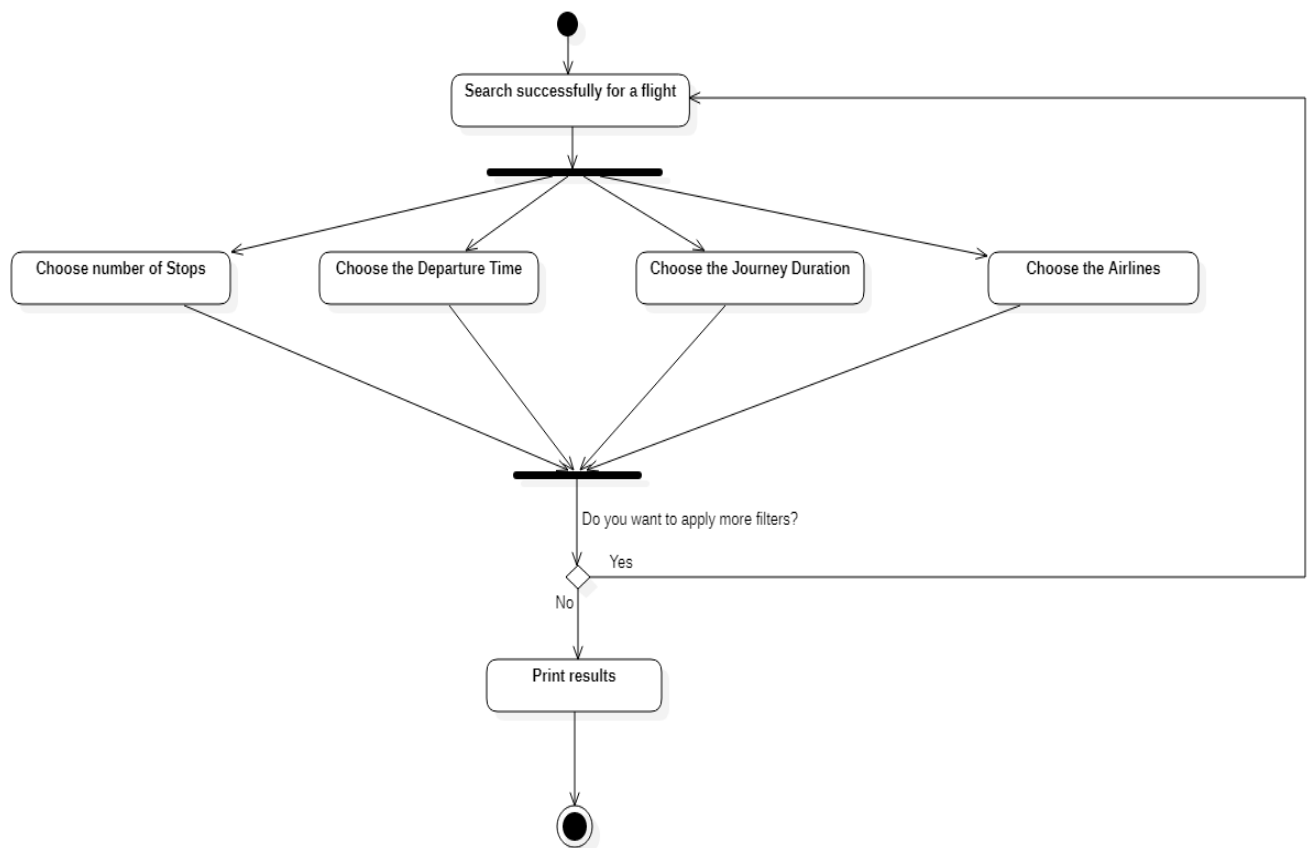 Search successfully for a flight
Choose number of Stops
Choose the Departure Time
Choose the Journey Duration
Choose the Airlines
Do you want to apply more filters?
Yes
No
Print results